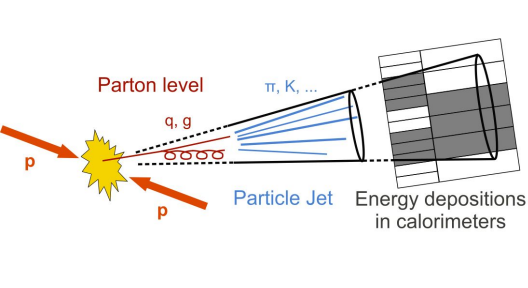 Parton level
π, K, ...
q, g
p
p
Particle Jet
Energy depositions
in calorimeters